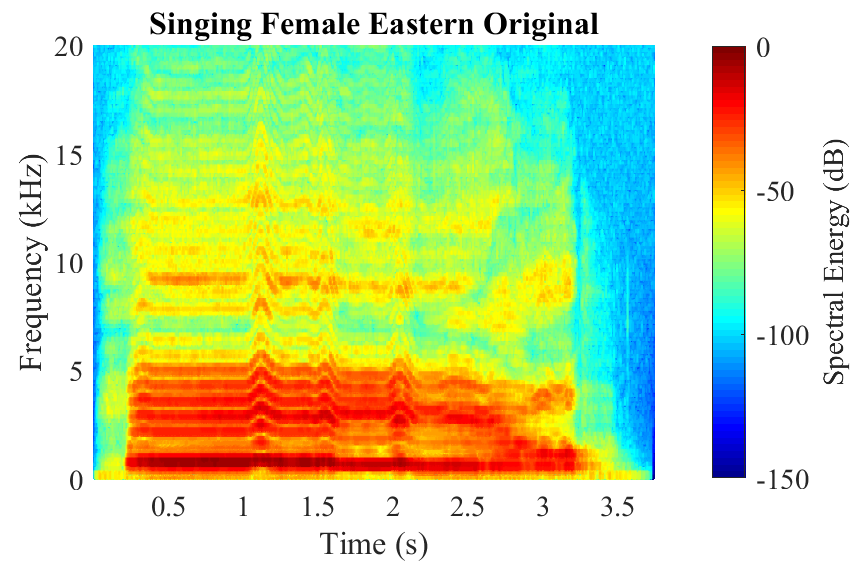 Singing Female Eastern Original
20
15
10
5
0
Frequency (kHz)
0.5 1 1.5 2 2.5 3 3.5
Time (s)
0
-50
-100
-150
Spectral Energy (dB)